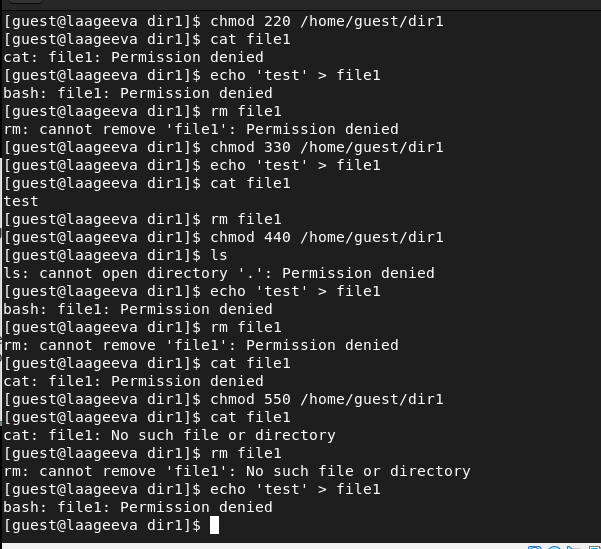 [guest@laageeva dir1]$ chmod 220 /home/guest/dir1
[guest@laageeva dir1]$ cat file1
cat: file1: Permission denied
[guest@laageeva dir1]$ echo 'test' > file1
bash: file1: Permission denied
[guest@laageeva dir1]$ rm file1
rm: cannot remove 'file1': Permission denied
[guest@laageeva dir1]$ chmod 330 /home/guest/dir1
[guest@laageeva dir1]$ echo 'test' > file1
[guest@laageeva dir1]$ cat file1
test
[guest@laageeva dir1]$ rm file1
[guest@laageeva dir1]$ chmod 440 /home/guest/dir1
[guest@laageeva dir1]$ ls
ls: cannot open directory '.': Permission denied
[guest@laageeva dir1]$ echo 'test' > file1
bash: file1: Permission denied
[guest@laageeva dir1]$ rm file1
rm: cannot remove 'file1': Permission denied
[guest@laageeva dir1]$ cat file1
cat: file1: Permission denied
[guest@laageeva dir1]$ chmod 550 /home/guest/dir1
[guest@laageeva dir1]$ cat file1
cat: file1: No such file or directory
[guest@laageeva dir1]$ rm file1
rm: cannot remove 'file1': No such file or directory
[guest@laageeva dir1]$ echo 'test' > file1
bash: file1: Permission denied
[guest@laageeva dir1]$